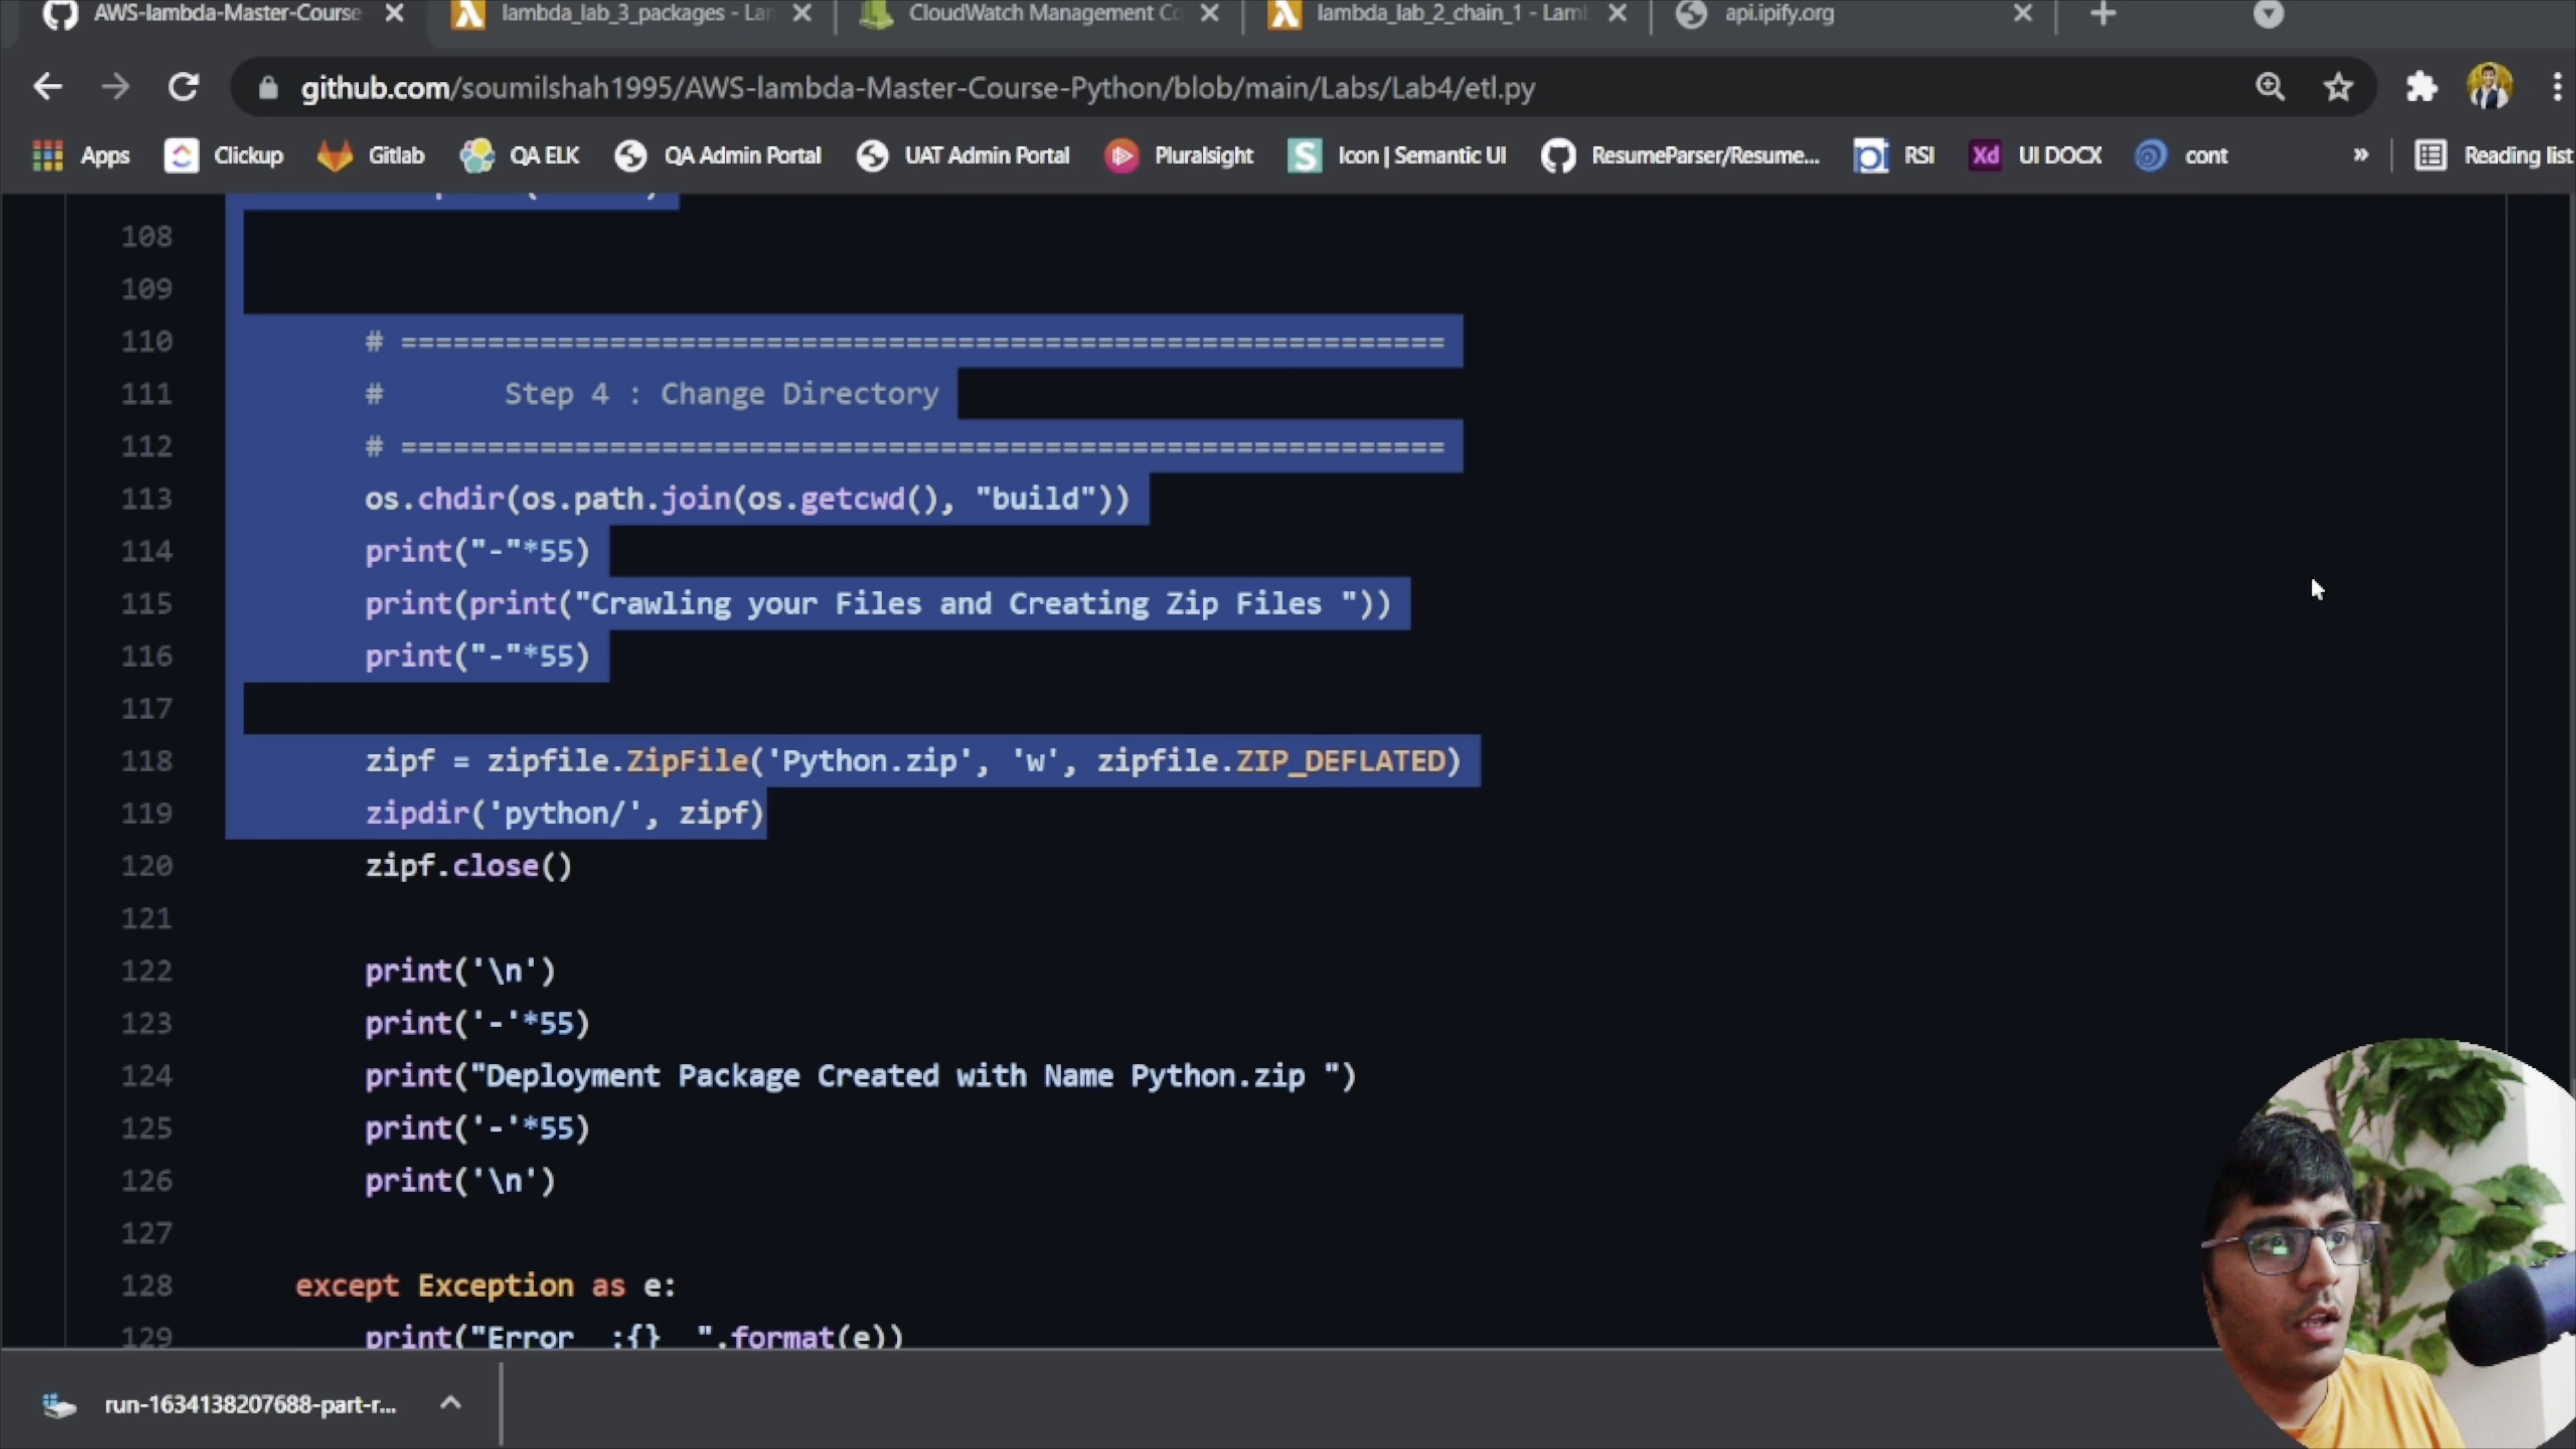 AWS-lambda-Master-Course-
lambda_lab_3_packages - Lan
CloudWatch Management Co
lambda_lab_2_chain_1 - Lamb
api.ipify.org
github.com/soumilshah1995/AWS-lambda-Master-Course-Python/blob/main/Labs/Lab4/etl.py
Apps Clickup Gitlab QA ELK QA Admin Portal UAT Admin Portal Pluralsight Icon | Semantic UI ResumeParser/Resume... RSI Xd UI DOCX cont » Reading list
108
109
110 # ============================================================
111 # Step 4 : Change Directory
112 # ============================================================
113 os.chdir(os.path.join(os.getcwd(), "build"))
114 print("-"*55)
115 print(print("Crawling your Files and Creating Zip Files "))
116 print("-"*55)
117
118 zipf = zipfile.ZipFile('Python.zip', 'w', zipfile.ZIP_DEFLATED)
119 zipdir('python/', zipf)
120 zipf.close()
121
122 print('\n')
123 print('-'*55)
124 print("Deployment Package Created with Name Python.zip ")
125 print('-'*55)
126 print('\n')
127
128 except Exception as e:
129 print("Error :{} ".format(e))
run-1634138207688-part-r...